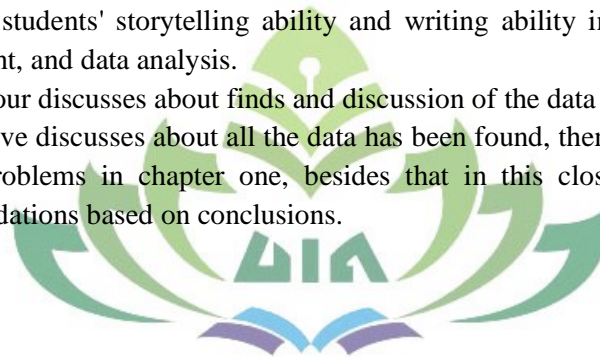 students' storytelling ability and writing ability in
nt, and data analysis.
our discusses about finds and discussion of the data
ve discusses about all the data has been found, then
roblems in chapter one, besides that in this clos
dations based on conclusions.
UIN